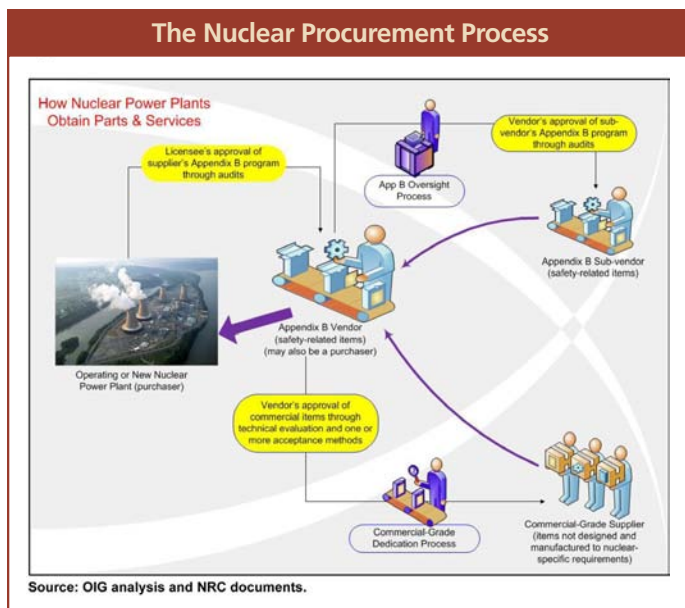 The Nuclear Procurement Process
How Nuclear Power Plants
Obtain Parts & Services
Licensee's approval of
supplier's Appendix B program
through audits
App B Oversight
Process
Vendor's approval of sub-
vendor's Appendix B program
through audits
Appendix B Sub-vendor
(safety-related items)
Appendix B Vendor
(safety-related items)
(may also be a purchaser)
Operating or New Nuclear
Power Plant (purchaser)
Vendor's approval of
commercial items through
technical evaluation and one or
more acceptance methods
Commercial-Grade
Dedication Process
Commercial-Grade Supplier
(items not designed and
manufactured to nuclear-
specific requirements)
Source: OIG analysis and NRC documents.